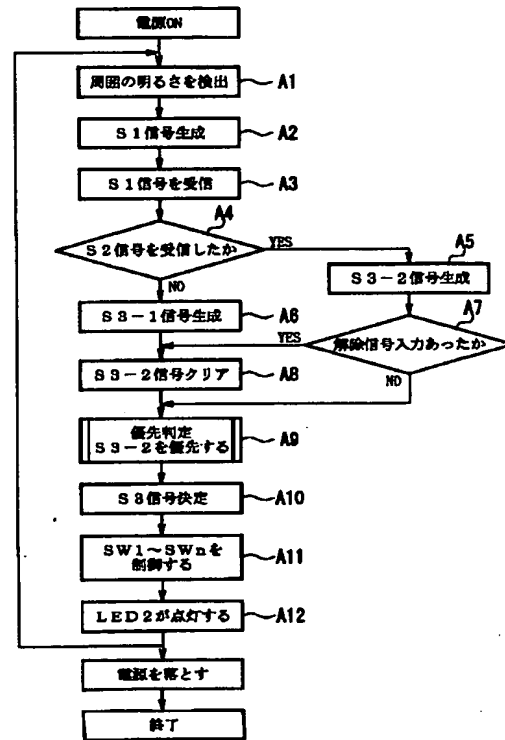 電源ON
周囲の明るさを検出
A1
S1信号生成
A2
S1信号を受信
A3
A4
S2信号を受信したか
YES
A5
S3-2信号生成
NO
S3-1信号生成
A6
YES
A7
解除信号入力あったか
S3-2信号クリア
A8
NO
優先判定
S3-2を優先する
A9
S3信号決定
A10
SW1~SWnを
制御する
A11
LED2が点灯する
A12
電源を落とす
終了